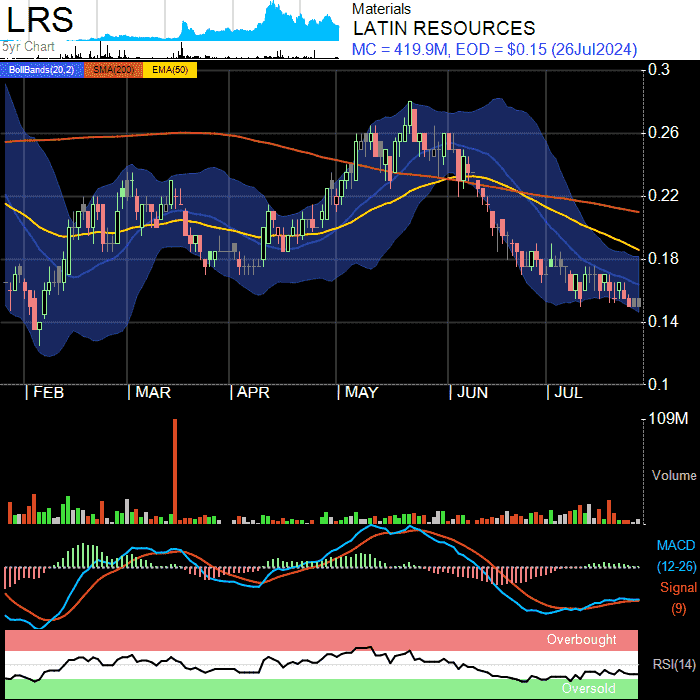 LRS
5yr Chart
Materials
LATIN RESOURCES
MC = 419.9M, EOD = $0.15 (26Jul2024)
BollBands(20,2) SMA(200) EMA(50)
0.3
0.26
0.22
0.18
0.14
0.1
FEB MAR APR MAY JUN JUL
109M
Volume
MACD
(12-26)
Signal
(9)
Overbought
RSI(14)
Oversold